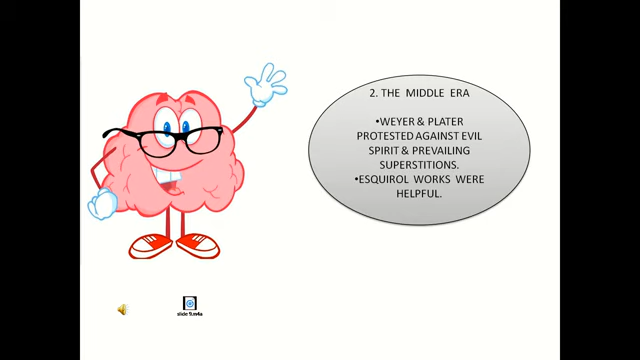 2. THE MIDDLE ERA
•WEYER & PLATER
PROTESTED AGAINST EVIL
SPIRIT & PREVAILING
SUPERSTITIONS.
•ESQUIROL WORKS WERE
HELPFUL.
slide 9.m4a